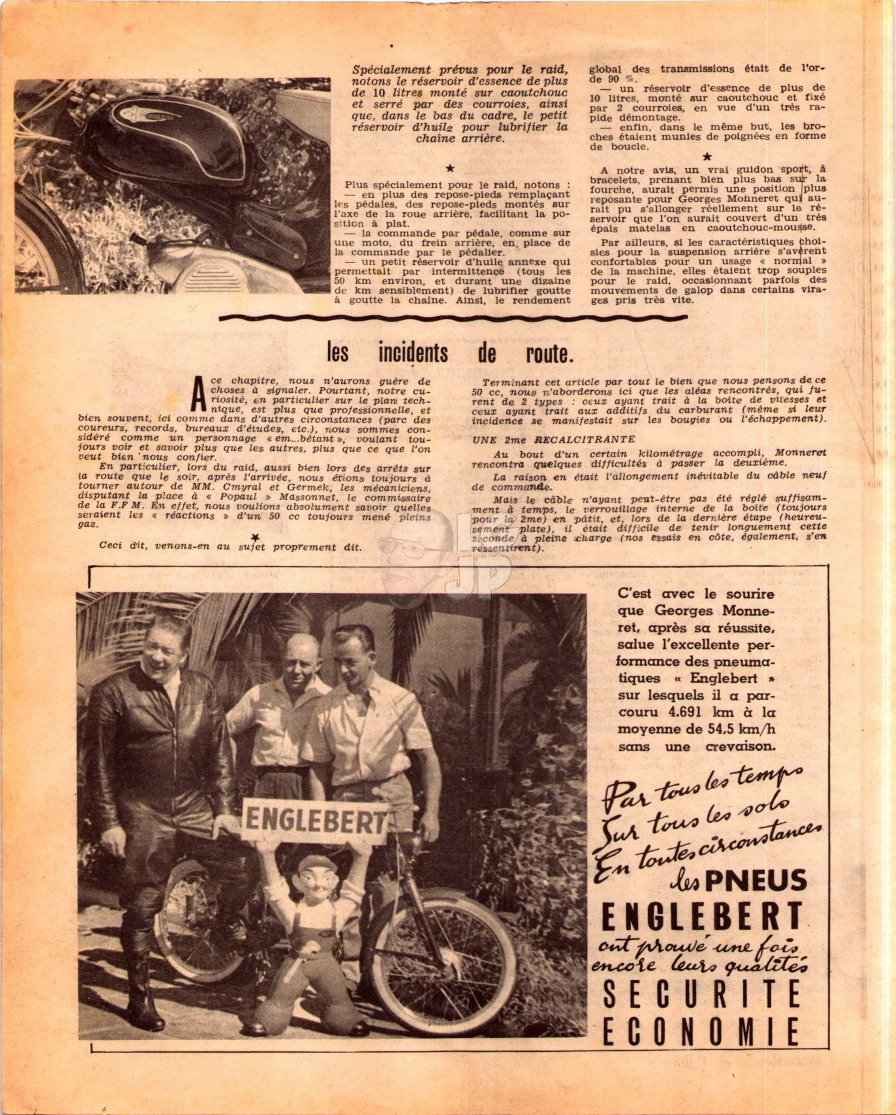 Spécialement prévus pour le raid,
notons le réservoir d'essence de plus
de 10 litres monté sur caoutchouc
et serré par des courroies, ainsi
que, dans le bas du cadre, le petit
réservoir d'huile pour lubrifier la
chaîne arrière.
★
Plus spécialement pour le raid, notons :
— en plus des repose-pieds remplaçant
les pédales, des repose-pieds montés sur
l'axe de la roue arrière, facilitant la po-
sition à plat.
— la commande par pédale, comme sur
une moto, du frein arrière, en place de
la commande par le pédalier.
— un petit réservoir d'huile annexe qui
permettait par intermittence (tous les
50 km environ, et durant une dizaine
de km sensiblement) de lubrifier goutte
à goutte la chaîne. Ainsi, le rendement
global des transmissions était de l'or-
de 90 %.
— un réservoir d'essence de plus de
10 litres, monté sur caoutchouc et fixé
par 2 courroies, en vue d'un très ra-
pide démontage.
— enfin, dans le même but, les bro-
ches étaient munies de poignées en forme
de boucle.
★
A notre avis, un vrai guidon sport, à
bracelets, prenant bien plus bas sur la
fourche, aurait permis une position plus
reposante pour Georges Mohneret qui au-
rait pu s'allonger réellement sur le ré-
servoir que l'on aurait couvert d'un très
épais matelas en caoutchouc-mousse.
Par ailleurs, si les caractéristiques choi-
sies pour la suspension arrière s'avèrent
confortables pour un usage « normal »
de la machine, elles étaient trop souples
pour le raid, occasionnant parfois des
mouvements de galop dans certains vira-
ges pris très vite.
les incidents de route.
A ce chapitre, nous n'aurons guère de
choses à signaler. Pourtant, notre cu-
riosité, en particulier sur le plan tech-
nique, est plus que professionnelle, et
bien souvent, ici comme dans d'autres circonstances (parc des
coureurs, records, bureaux d'études, etc.), nous sommes con-
sidéré comme un personnage « em...bêtant », voulant tou-
jours voir et savoir plus que les autres, plus que ce que l'on
veut bien nous confier.
En particulier, lors du raid, aussi bien lors des arrêts sur
la route que le soir, après l'arrivée, nous étions toujours à
tourner autour de MM. Cmyral et Germek, les mécaniciens,
disputant la place à « Popaul » Massonnet, le commissaire
de la F.F M. En effet, nous voulions absolument savoir quelles
seraient les « réactions » d'un 50 cc toujours mené pleins
gaz.
★
Ceci dit, venons-en au sujet proprement dit.
Terminant cet article par tout le bien que nous pensons de ce
50 cc, nous n'aborderons ici que les aléas rencontrés, qui fu-
rent de 2 types : ceux ayant trait à la boîte de vitesses et
ceux ayant trait aux additifs du carburant (même si leur
incidence se manifestait sur les bougies ou l'échappement).
UNE 2me RECALCITRANTE
Au bout d'un certain kilométrage accompli, Monneret
rencontra quelques difficultés à passer la deuxième.
La raison en était l'allongement inévitable du câble neuf
de commande.
Mais le câble n'ayant peut-être pas été réglé suffisam-
ment à temps, le verrouillage interne de la boîte (toujours
pour la 2me) en pâtit, et, lors de la dernière étape (heureu-
sement plate), il était difficile de tenir longuement cette
seconde à pleine charge (nos essais en côte, également, s'en
ressentirent).
JP
C'est avec le sourire
que Georges Monne-
ret, après sa réussite,
salue l'excellente per-
formance des pneuma-
tiques « Englebert »
sur lesquels il a par-
couru 4.691 km à la
moyenne de 54,5 km/h
sans une crevaison.
ENGLEBERT
Par tous les temps
Sur tous les sols
En toutes circonstances
les PNEUS
ENGLEBERT
ont prouvé une fois
encore leurs qualités
SECURITE
ECONOMIE